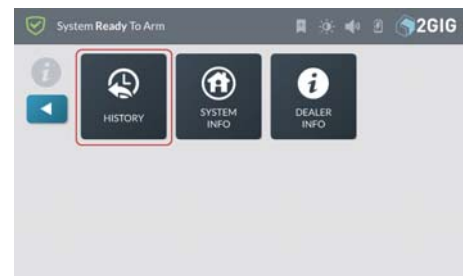 System Ready To Arm
2GIG
HISTORY
SYSTEM
INFO
DEALER
INFO